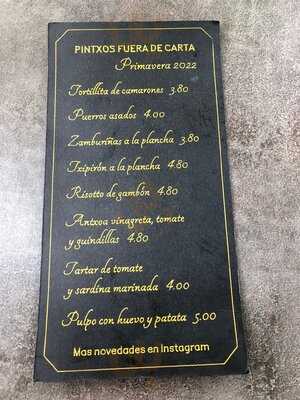 PINTXOS FUERA DE CARTA
Primavera 2022
Tortillita de camarones 3.80
Puerros asados 4.00
Zamburiñas a la plancha 3.80
Txipirón a la plancha 4.80
Risotto de gambón 4.80
Antxoa vinagreta, tomate
y guindillas 4.80
Tartar de tomate
y sardina marinada 4.00
Pulpo con huevo y patata 5.00
Mas novedades en Instagram